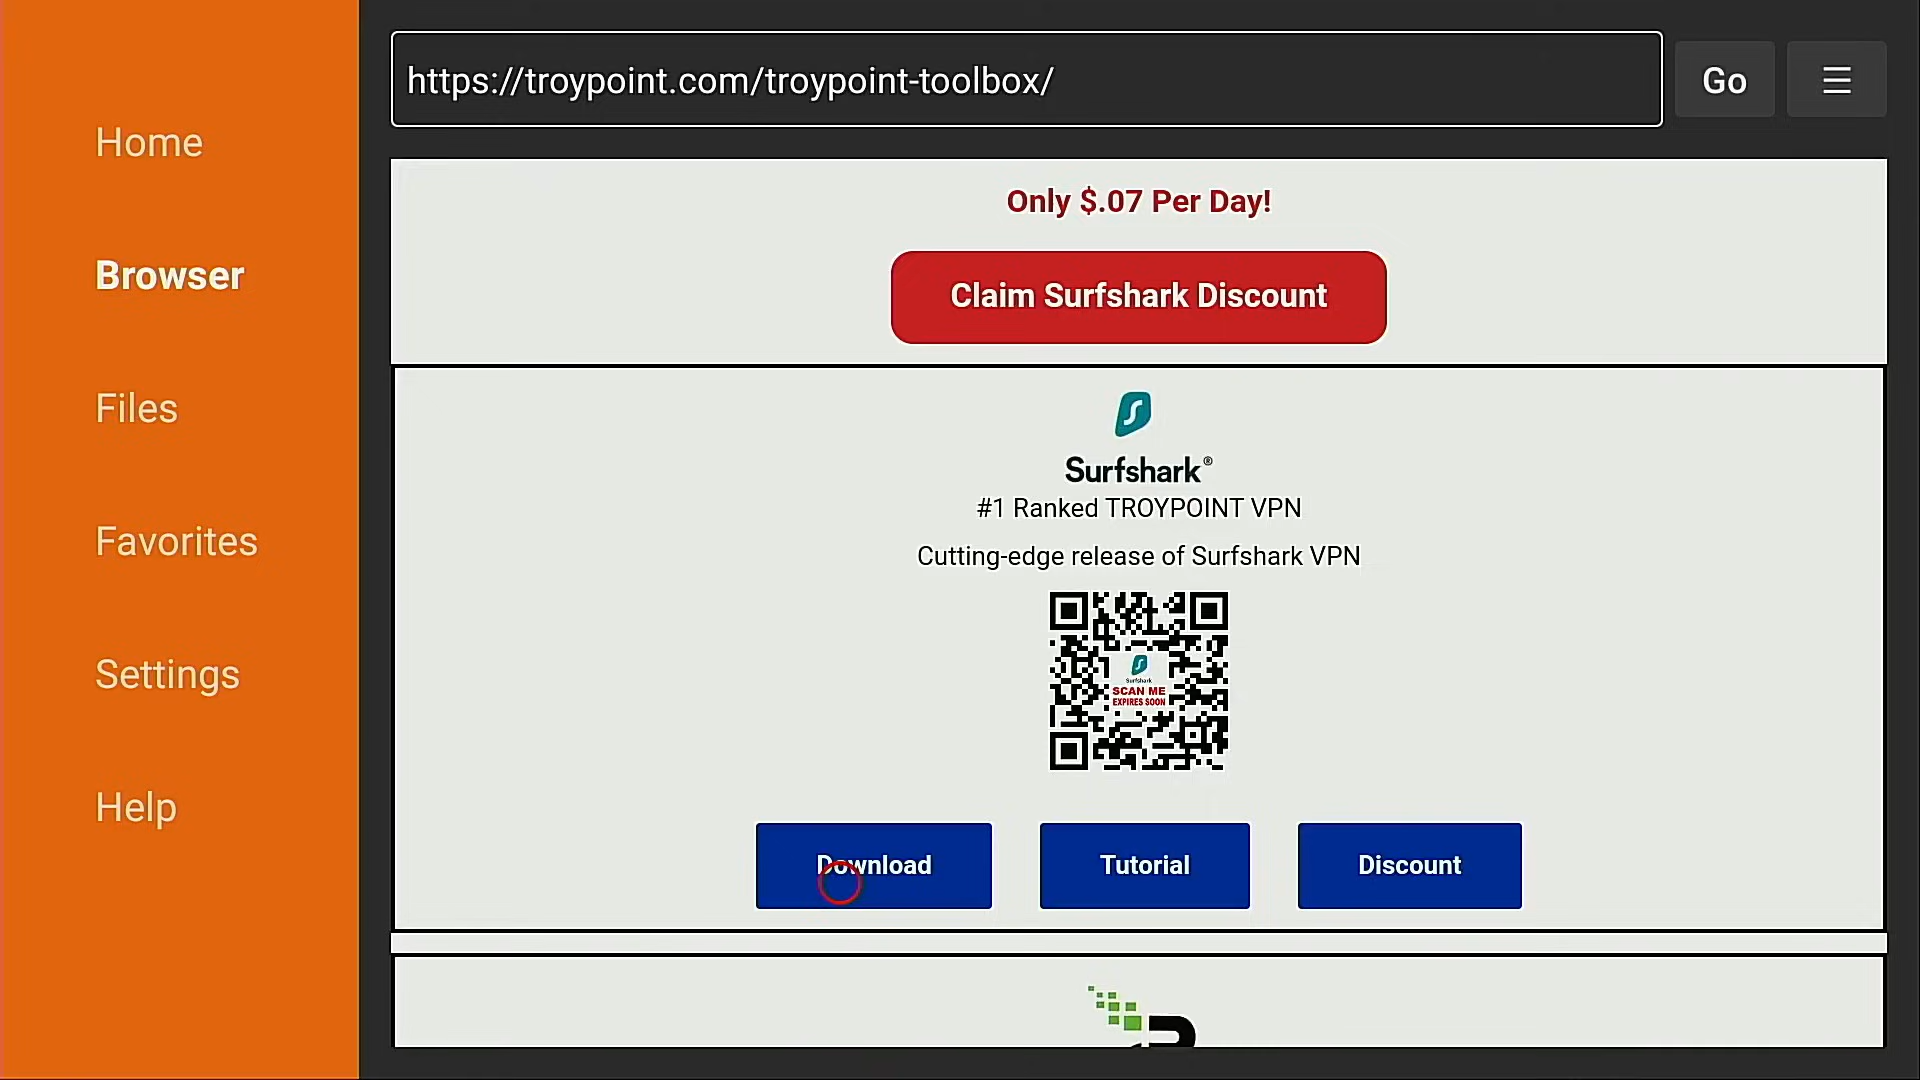 Home
Browser
Files
Favorites
Settings
Help
https://troypoint.com/troypoint-toolbox/
Go
Only $.07 Per Day!
Claim Surfshark Discount
Surfshark®
#1 Ranked TROYPOINT VPN
Cutting-edge release of Surfshark VPN
Surfshark
SCAN ME
EXPIRES SOON
Download
Tutorial
Discount